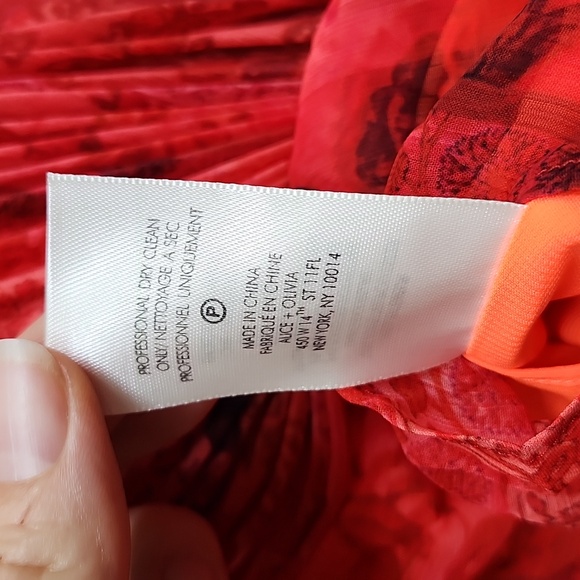 PROFESSIONAL DRY CLEAN
ONLY/NETTOYAGE A SEC
PROFESSIONNEL UNIQUEMENT
P
MADE IN CHINA
FABRIQUÉ EN CHINE
ALICE + OLIVIA
450 W 14TH ST 11FL
NEW YORK, NY 10014